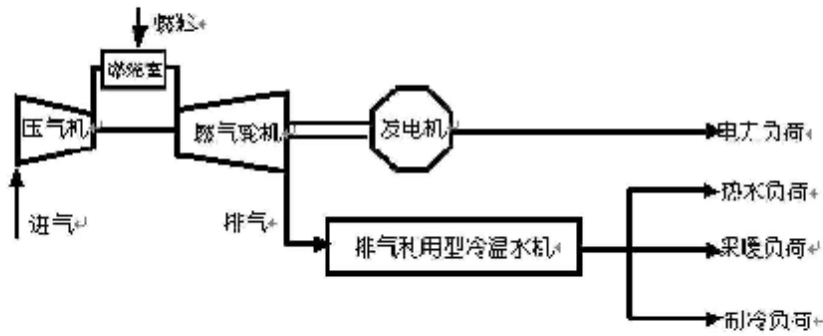 燃料
燃烧室
压气机
燃气轮机
发电机
电力负荷
进气
排气
排气利用型冷温水机
热水负荷
采暖负荷
制冷负荷